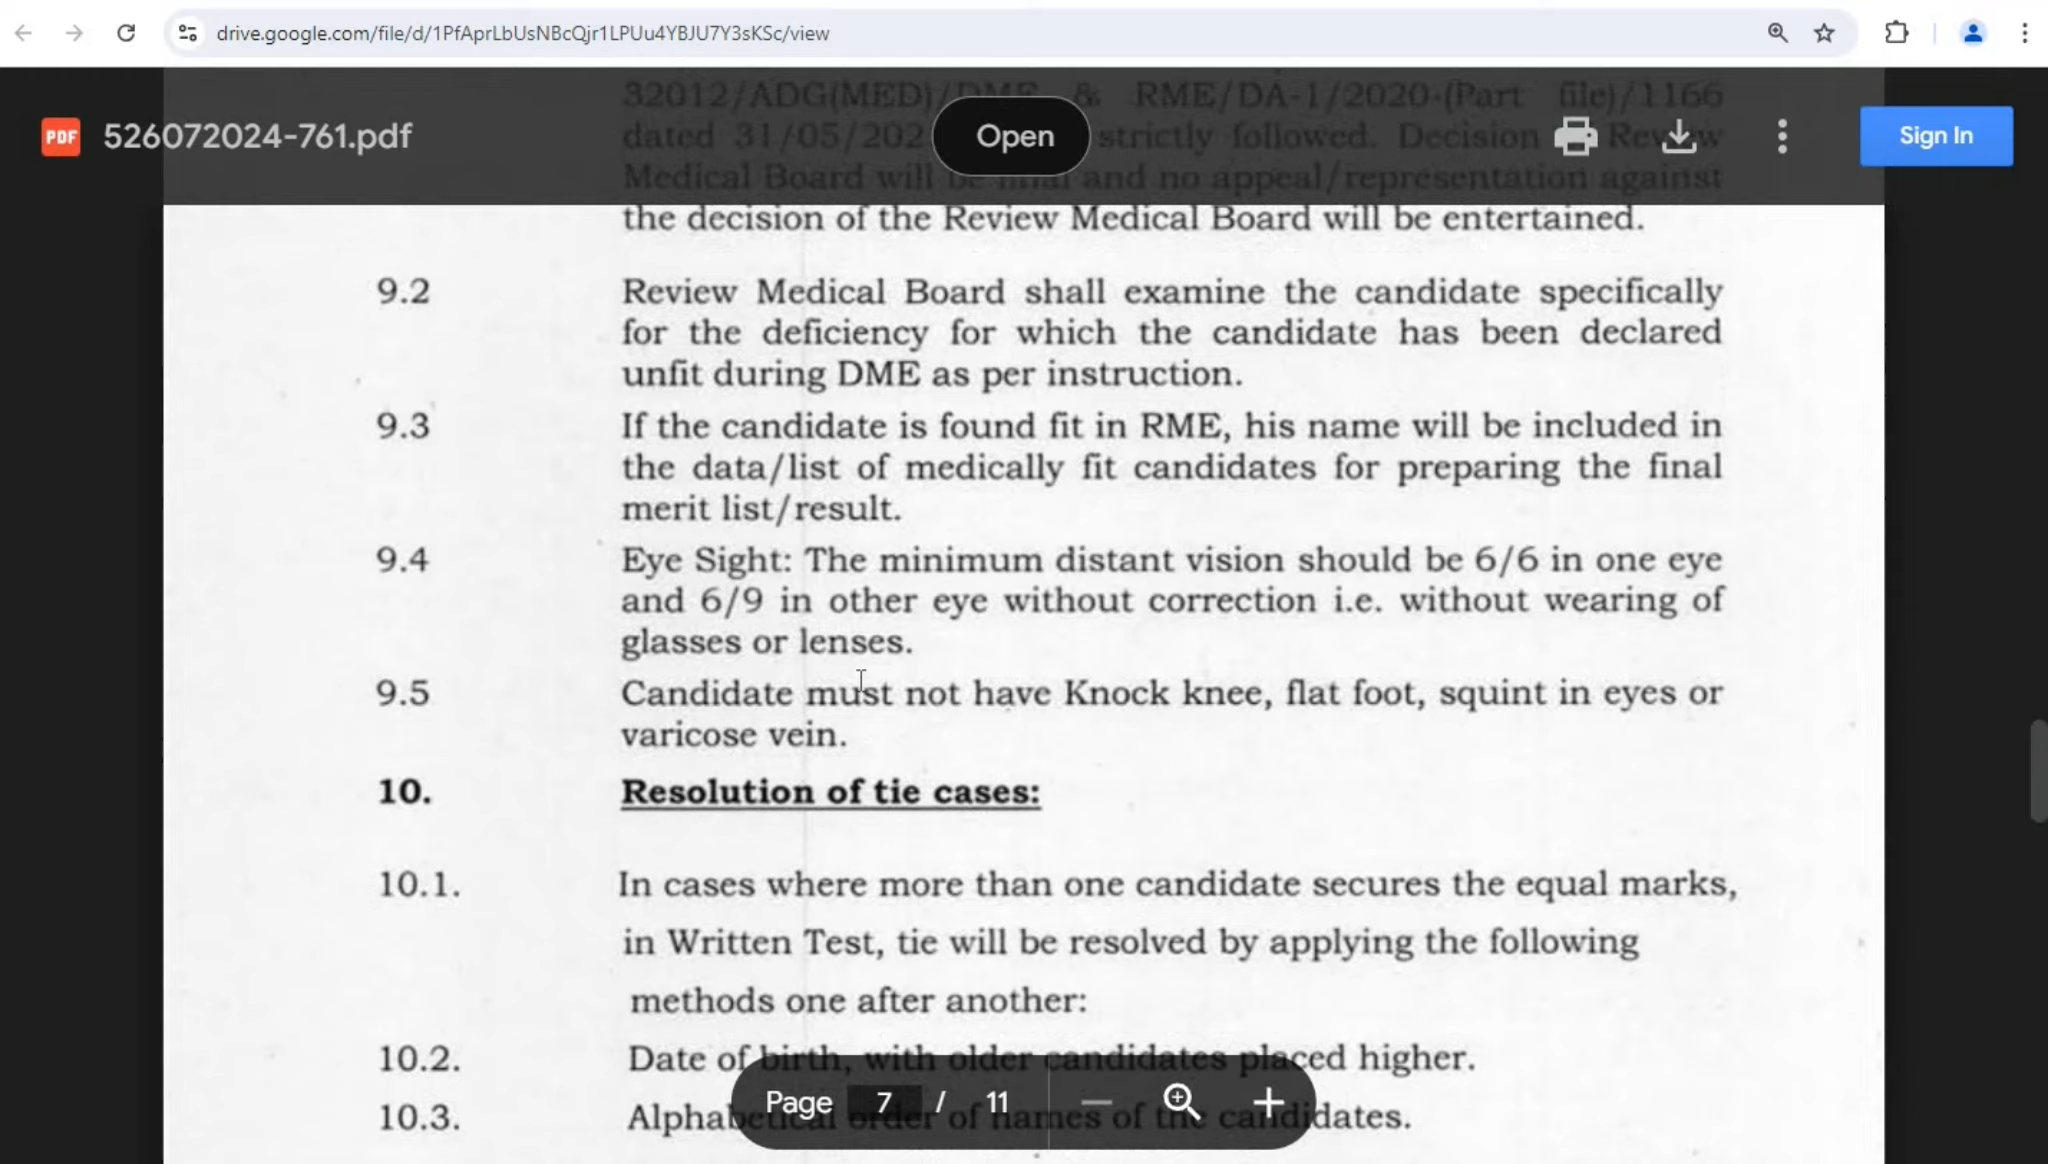 drive.google.com/file/d/1PfAprLbUsNBcQjr1LPUu4YBJU7Y3sKSc/view
32012/ADG(MED)/DME & RME/DA-1/2020-(Part file)/1166
PDF 526072024-761.pdf
Open
Sign In
dated 31/05/202 strictly followed. Decision Review
Medical Board will be final and no appeal/representation against
the decision of the Review Medical Board will be entertained.
9.2 Review Medical Board shall examine the candidate specifically
for the deficiency for which the candidate has been declared
unfit during DME as per instruction.
9.3 If the candidate is found fit in RME, his name will be included in
the data/list of medically fit candidates for preparing the final
merit list/result.
9.4 Eye Sight: The minimum distant vision should be 6/6 in one eye
and 6/9 in other eye without correction i.e. without wearing of
glasses or lenses.
9.5 Candidate must not have Knock knee, flat foot, squint in eyes or
varicose vein.
10. Resolution of tie cases:
10.1. In cases where more than one candidate secures the equal marks,
in Written Test, tie will be resolved by applying the following
methods one after another:
10.2. Date of birth, with older candidates placed higher.
Page 7 / 11
10.3. Alphabetical order of names of the candidates.